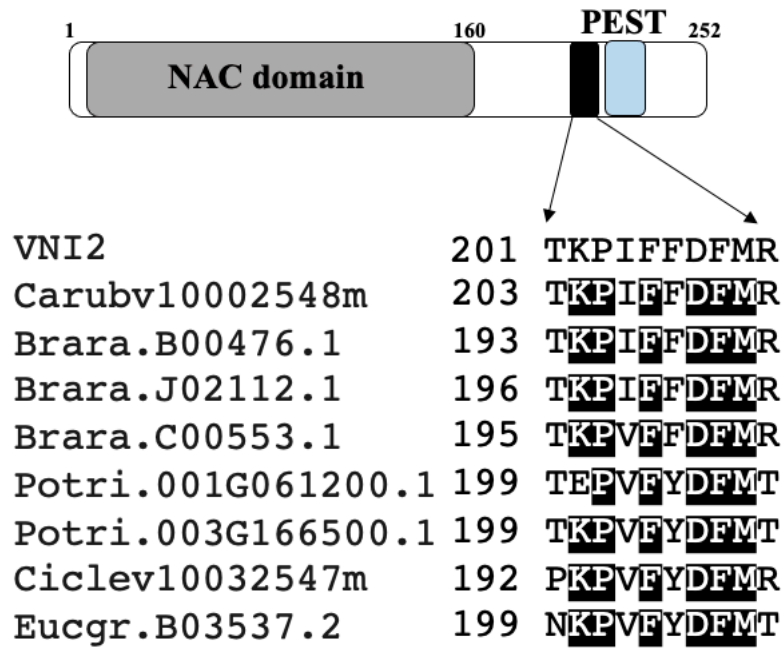 PEST
1 160 252
NAC domain
VNI2 201 TKPIFFDFMR
Carubv10002548m 203 TKPIFFDFMR
Brara.B00476.1 193 TKPIFFDFMR
Brara.J02112.1 196 TKPIFFDFMR
Brara.C00553.1 195 TKPVFFDFMR
Potri.001G061200.1 199 TEPVFYDFMT
Potri.003G166500.1 199 TKPVFYDFMT
Ciclev10032547m 192 PKPVFYDFMR
Eucgr.B03537.2 199 NKPVFYDFMT